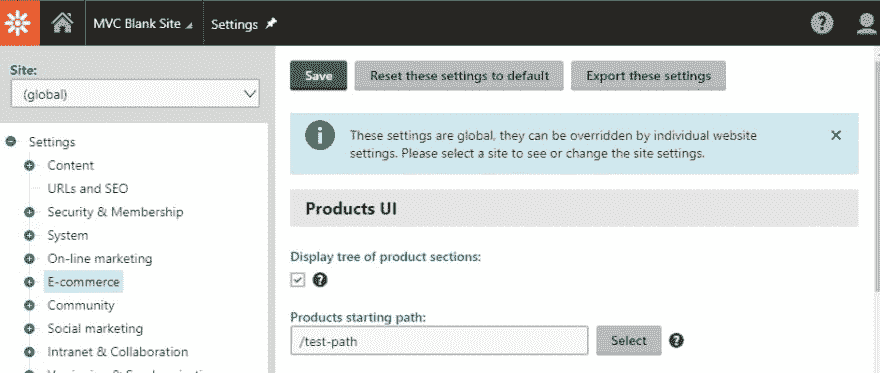 MVC Blank Site
Settings
Site:
(global)
Settings
Content
URLs and SEO
Security & Membership
System
On-line marketing
E-commerce
Community
Social marketing
Intranet & Collaboration
Save
Reset these settings to default
Export these settings
These settings are global, they can be overridden by individual website
settings. Please select a site to see or change the site settings.
Products UI
Display tree of product sections:
Products starting path:
/test-path
Select